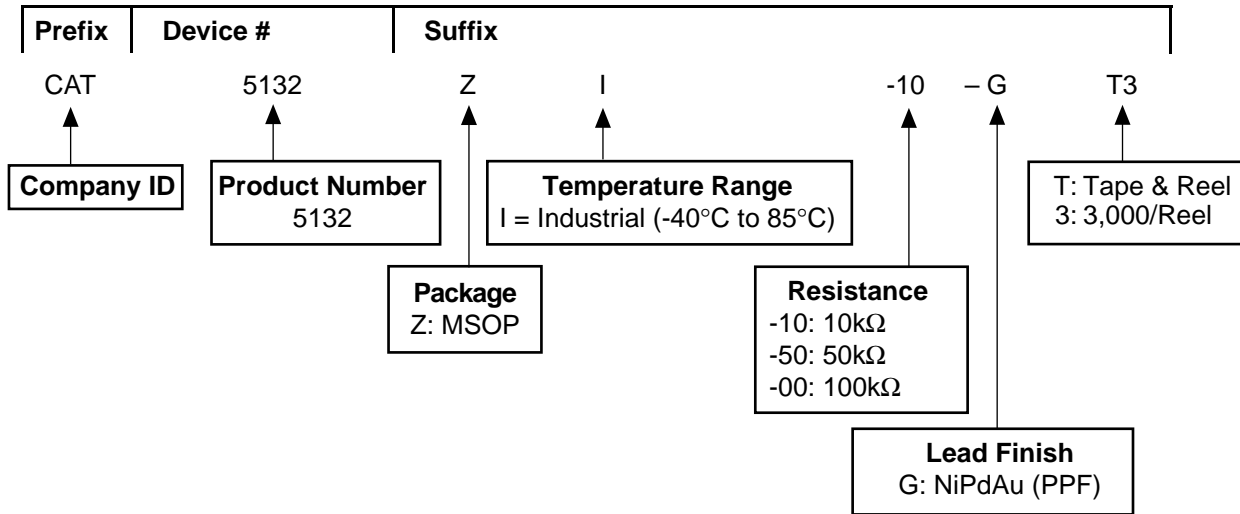 Prefix Device # Suffix
CAT 5132 Z I -10 – G T3
Company ID
Product Number
5132
Temperature Range
I = Industrial (-40°C to 85°C)
T: Tape & Reel
3: 3,000/Reel
Package
Z: MSOP
Resistance
-10: 10kΩ
-50: 50kΩ
-00: 100kΩ
Lead Finish
G: NiPdAu (PPF)